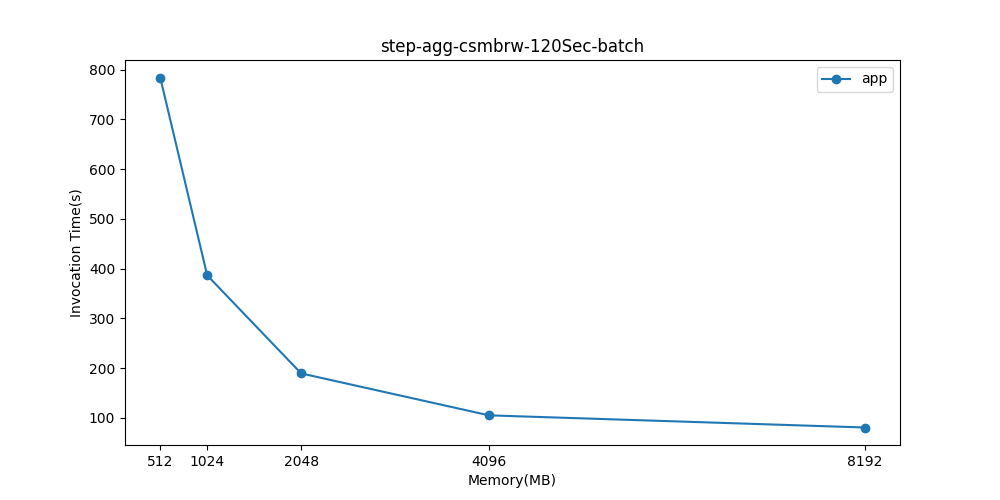 step-agg-csmbrw-120Sec-batch
app
Invocation Time(s)
800
700
600
500
400
300
200
100
512 1024 2048 4096 8192
Memory(MB)